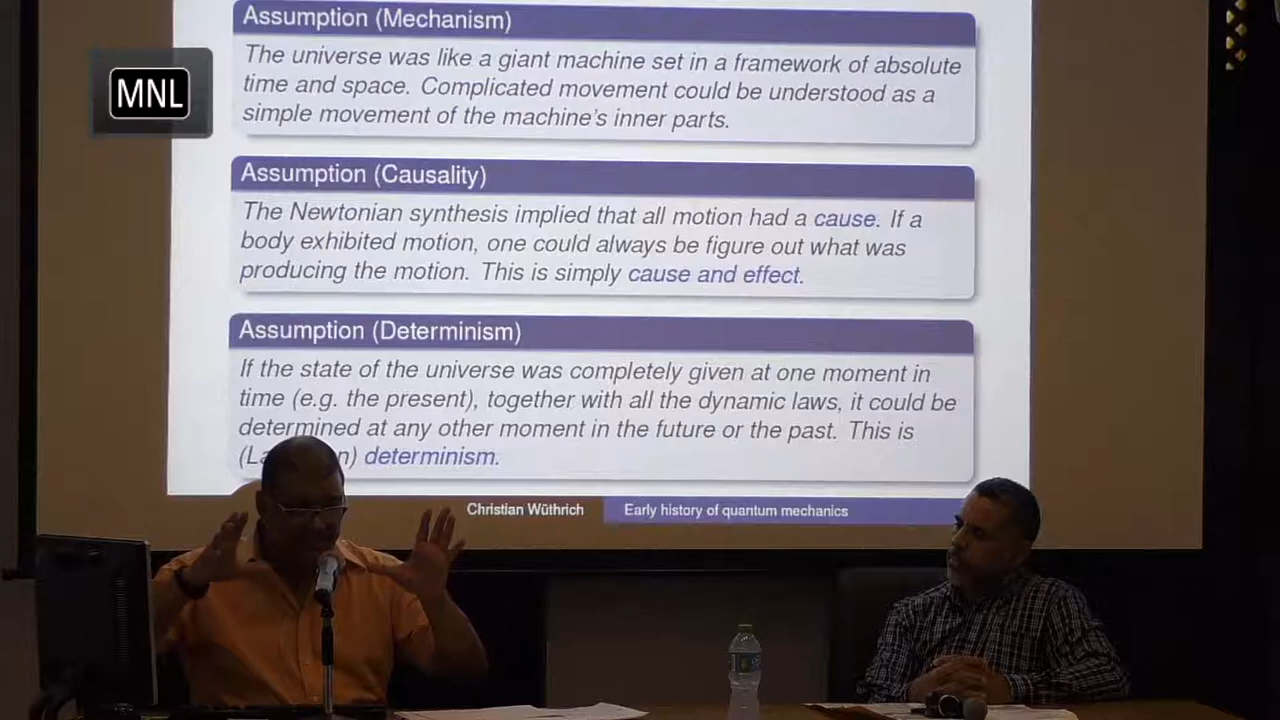 Assumption (Mechanism)
The universe was like a giant machine set in a framework of absolute
time and space. Complicated movement could be understood as a
simple movement of the machine's inner parts.
MNL
Assumption (Causality)
The Newtonian synthesis implied that all motion had a cause. If a
body exhibited motion, one could always be figure out what was
producing the motion. This is simply cause and effect.
Assumption (Determinism)
If the state of the universe was completely given at one moment in
time (e.g. the present), together with all the dynamic laws, it could be
determined at any other moment in the future or the past. This is
determinism.
Christian Wüthrich
Early history of quantum mechanics